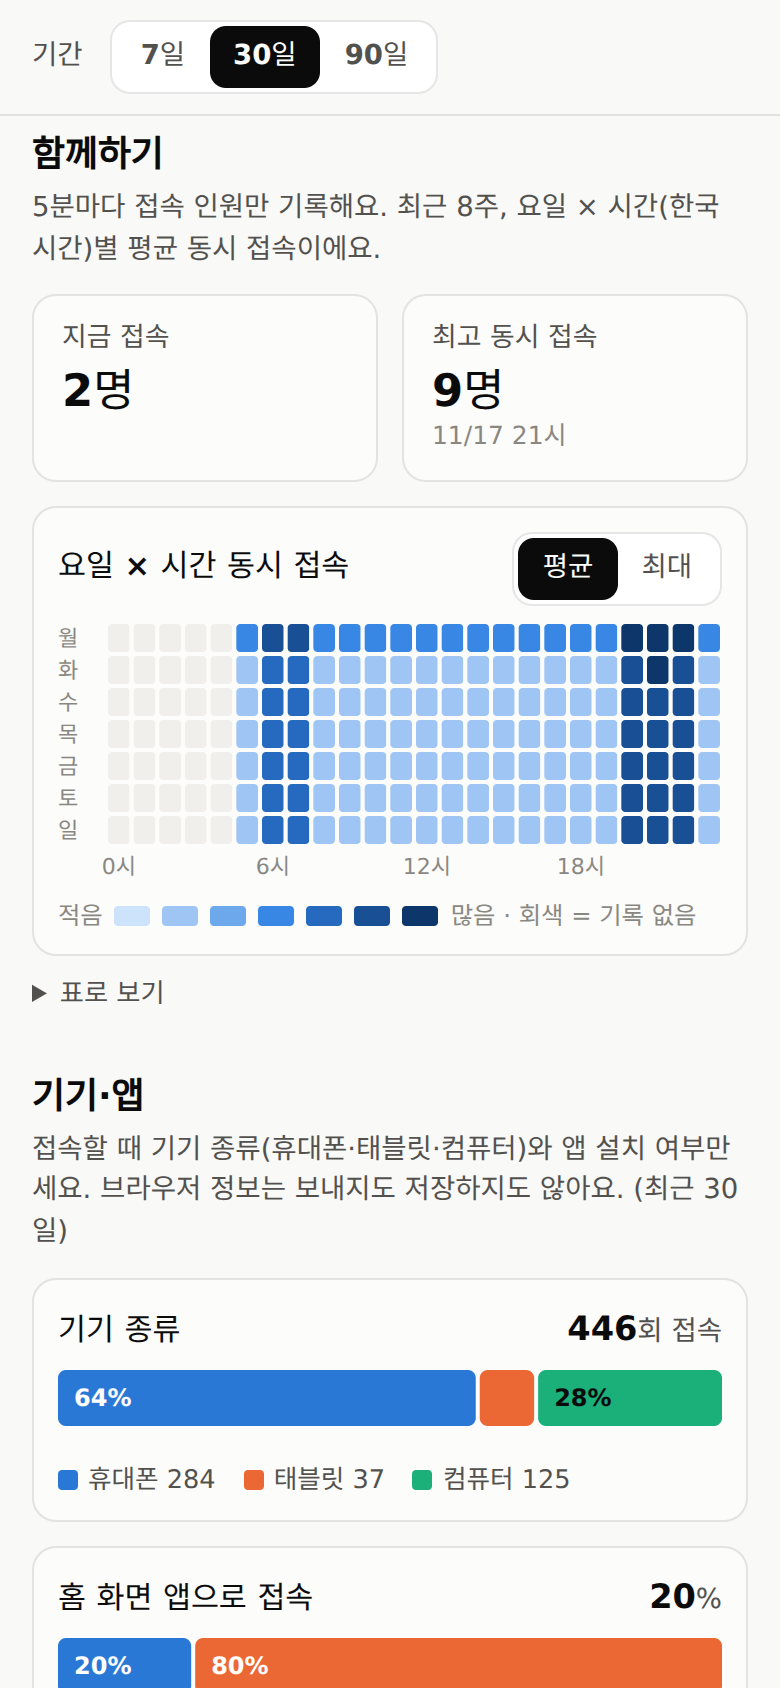 기간 7일 30일 90일
함께하기
5분마다 접속 인원만 기록해요. 최근 8주, 요일 × 시간(한국
시간)별 평균 동시 접속이에요.
지금 접속
2명
최고 동시 접속
9명
11/17 21시
요일 × 시간 동시 접속
평균 최대
월
화
수
목
금
토
일
0시 6시 12시 18시
적음 많음 · 회색 = 기록 없음
▶ 표로 보기
기기·앱
접속할 때 기기 종류(휴대폰·태블릿·컴퓨터)와 앱 설치 여부만
세요. 브라우저 정보는 보내지도 저장하지도 않아요. (최근 30
일)
기기 종류 446회 접속
64% 28%
휴대폰 284 태블릿 37 컴퓨터 125
홈 화면 앱으로 접속 20%
20% 80%